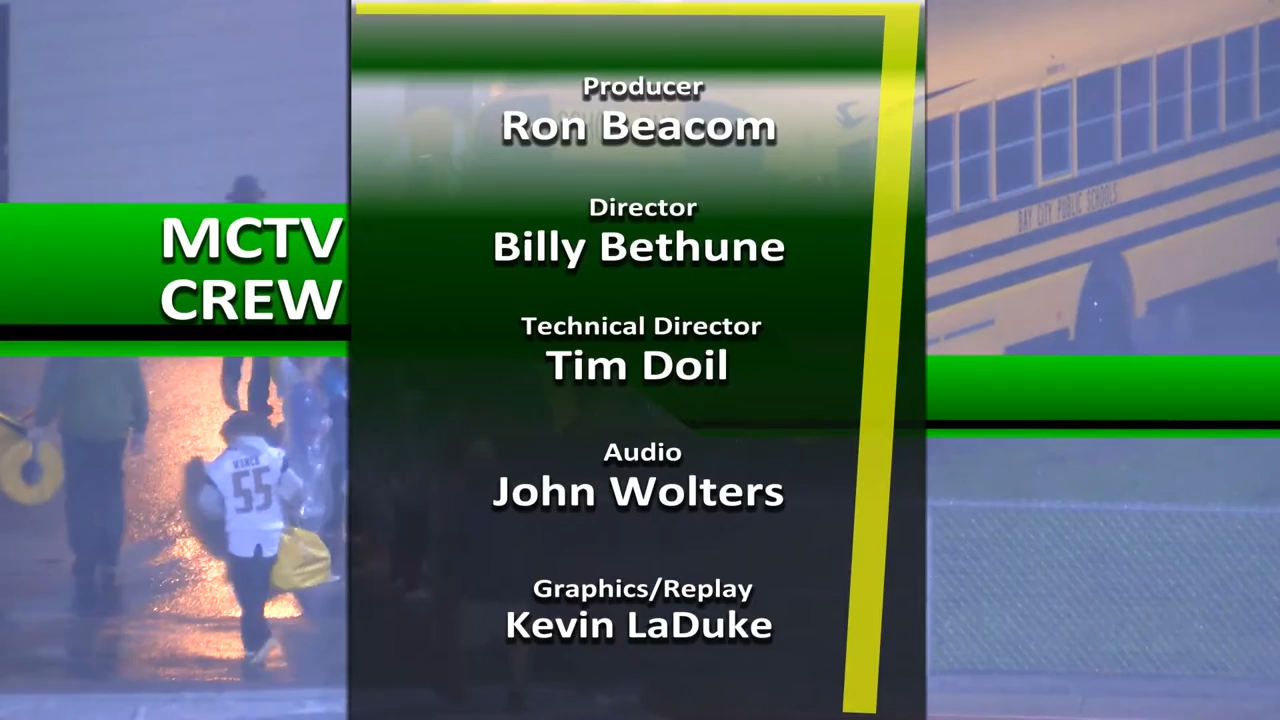 MCTV
CREW
Producer
Ron Beacom
Director
Billy Bethune
Technical Director
Tim Doil
Audio
John Wolters
Graphics/Replay
Kevin LaDuke
BAY CITY PUBLIC SCHOOLS
55